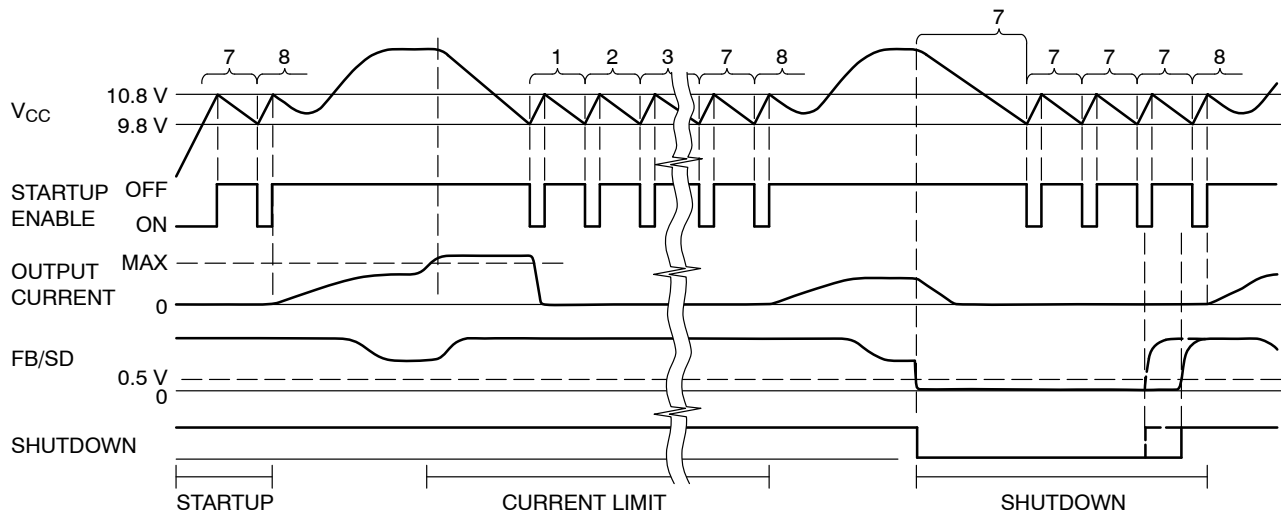 7
7 8 1 2 3 7 8 7 7 7 8
10.8 V
V_CC
9.8 V
STARTUP ENABLE
OFF
ON
OUTPUT CURRENT
MAX
0
FB/SD
0.5 V
0
SHUTDOWN
STARTUP CURRENT LIMIT SHUTDOWN